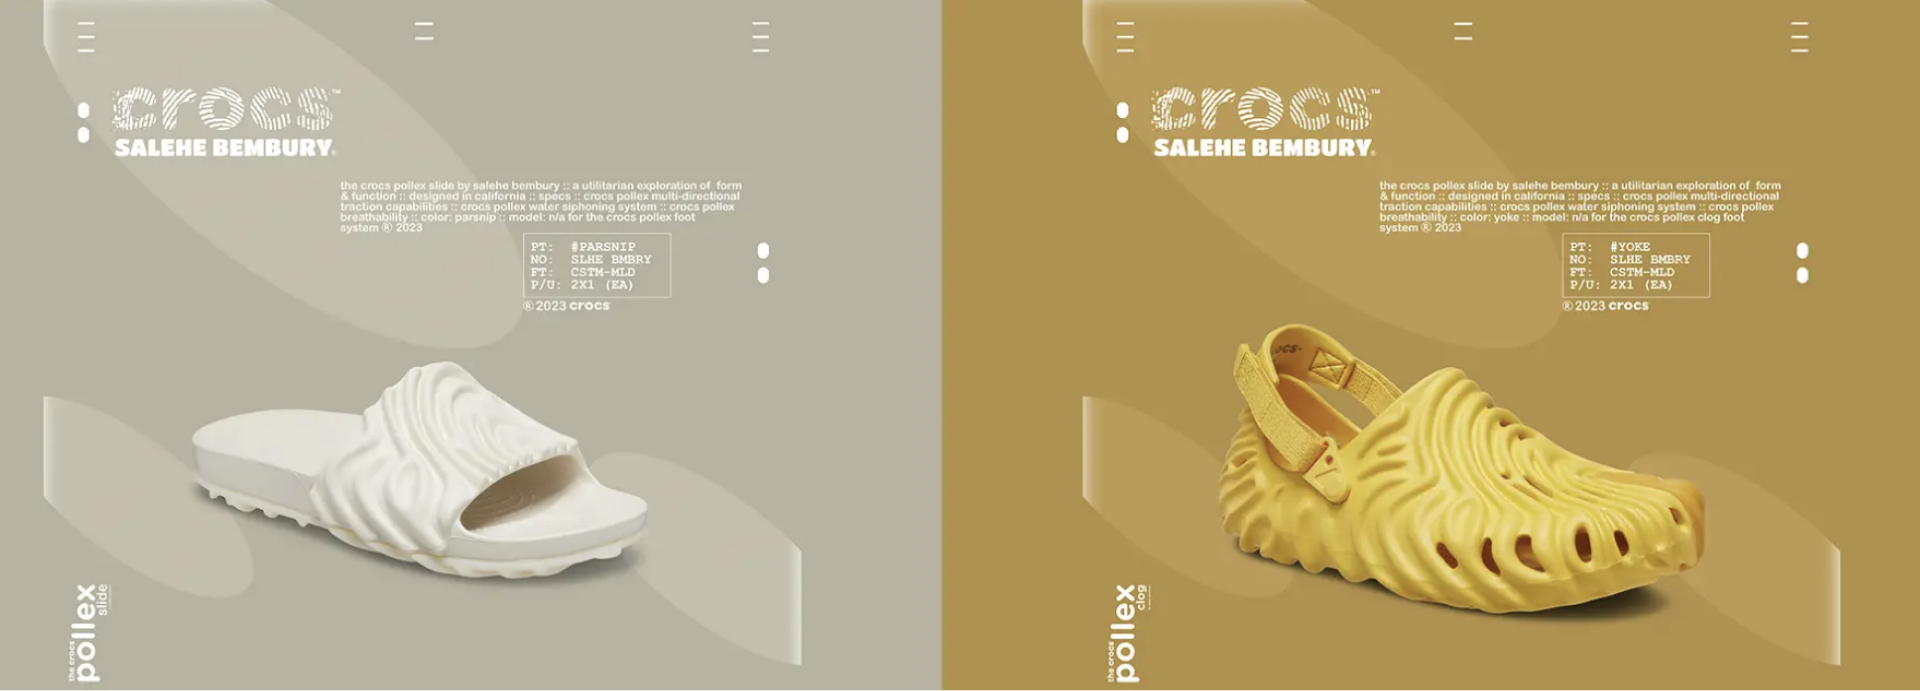 crocs™
SALEHE BEMBURY®
the crocs pollex slide by salehe bembury :: a utilitarian exploration of form
& function :: designed in california :: specs :: crocs pollex multi-directional
traction capabilities :: crocs pollex water siphoning system :: crocs pollex
breathability :: color: parsnip :: model: n/a for the crocs pollex foot
system ® 2023
PT: #PARSNIP
NO: SLHE BMBRY
FT: CSTM-MLD
P/U: 2X1 (EA)
® 2023 crocs
the crocs
pollex
slide
crocs™
SALEHE BEMBURY®
the crocs pollex slide by salehe bembury :: a utilitarian exploration of form
& function :: designed in california :: specs :: crocs pollex multi-directional
traction capabilities :: crocs pollex water siphoning system :: crocs pollex
breathability :: color: yoke :: model: n/a for the crocs pollex clog foot
system ® 2023
PT: #YOKE
NO: SLHE BMBRY
FT: CSTM-MLD
P/U: 2X1 (EA)
® 2023 crocs
the crocs
pollex
clog